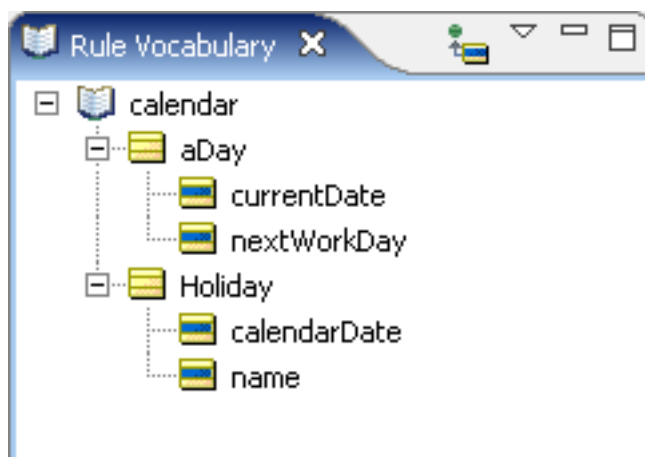 Rule Vocabulary
calendar
aDay
currentDate
nextWorkDay
Holiday
calendarDate
name